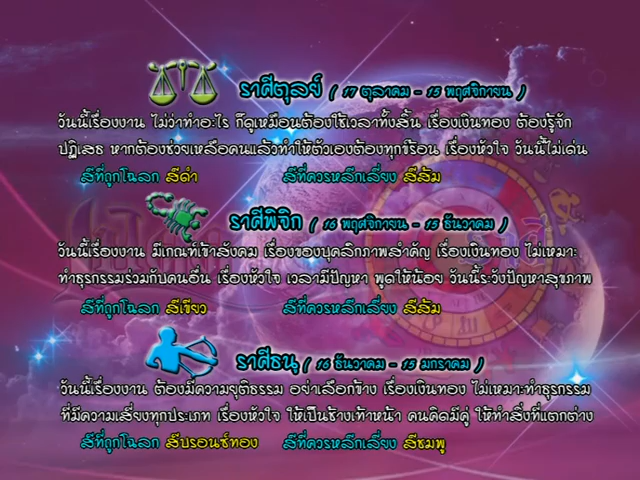 ราศีตุลย์ ( 17 ตุลาคม - 15 พฤศจิกายน )
วันนี้เรื่องงาน ไม่ว่าทำอะไร ก็ดูเหมือนต้องใช้เวลาทั้งสิ้น เรื่องเงินทอง ต้องรู้จัก
ปฏิเสธ หากต้องช่วยเหลือคนแล้วทำให้ตัวเองต้องทุกข์ร้อน เรื่องหัวใจ วันนี้ไม่เด่น
สีที่ถูกโฉลก สีดำ สีที่ควรหลีกเลี่ยง สีส้ม
ราศีพิจิก ( 16 พฤศจิกายน - 15 ธันวาคม )
วันนี้เรื่องงาน มีเกณฑ์เข้าสังคม เรื่องของบุคลิกภาพสำคัญ เรื่องเงินทอง ไม่เหมาะ
ทำธุรกรรมร่วมกับคนอื่น เรื่องหัวใจ เวลามีปัญหา พูดให้น้อย วันนี้ระวังปัญหาสุขภาพ
สีที่ถูกโฉลก สีเขียว สีที่ควรหลีกเลี่ยง สีส้ม
ราศีธนู ( 16 ธันวาคม - 15 มกราคม )
วันนี้เรื่องงาน ต้องมีความยุติธรรม อย่าเลือกข้าง เรื่องเงินทอง ไม่เหมาะทำธุรกรรม
ที่มีความเสี่ยงทุกประเภท เรื่องหัวใจ ให้เป็นช้างเท้าหน้า คนคิดมีคู่ ให้ทำสิ่งที่แตกต่าง
สีที่ถูกโฉลก สีบรอนซ์ทอง สีที่ควรหลีกเลี่ยง สีชมพู